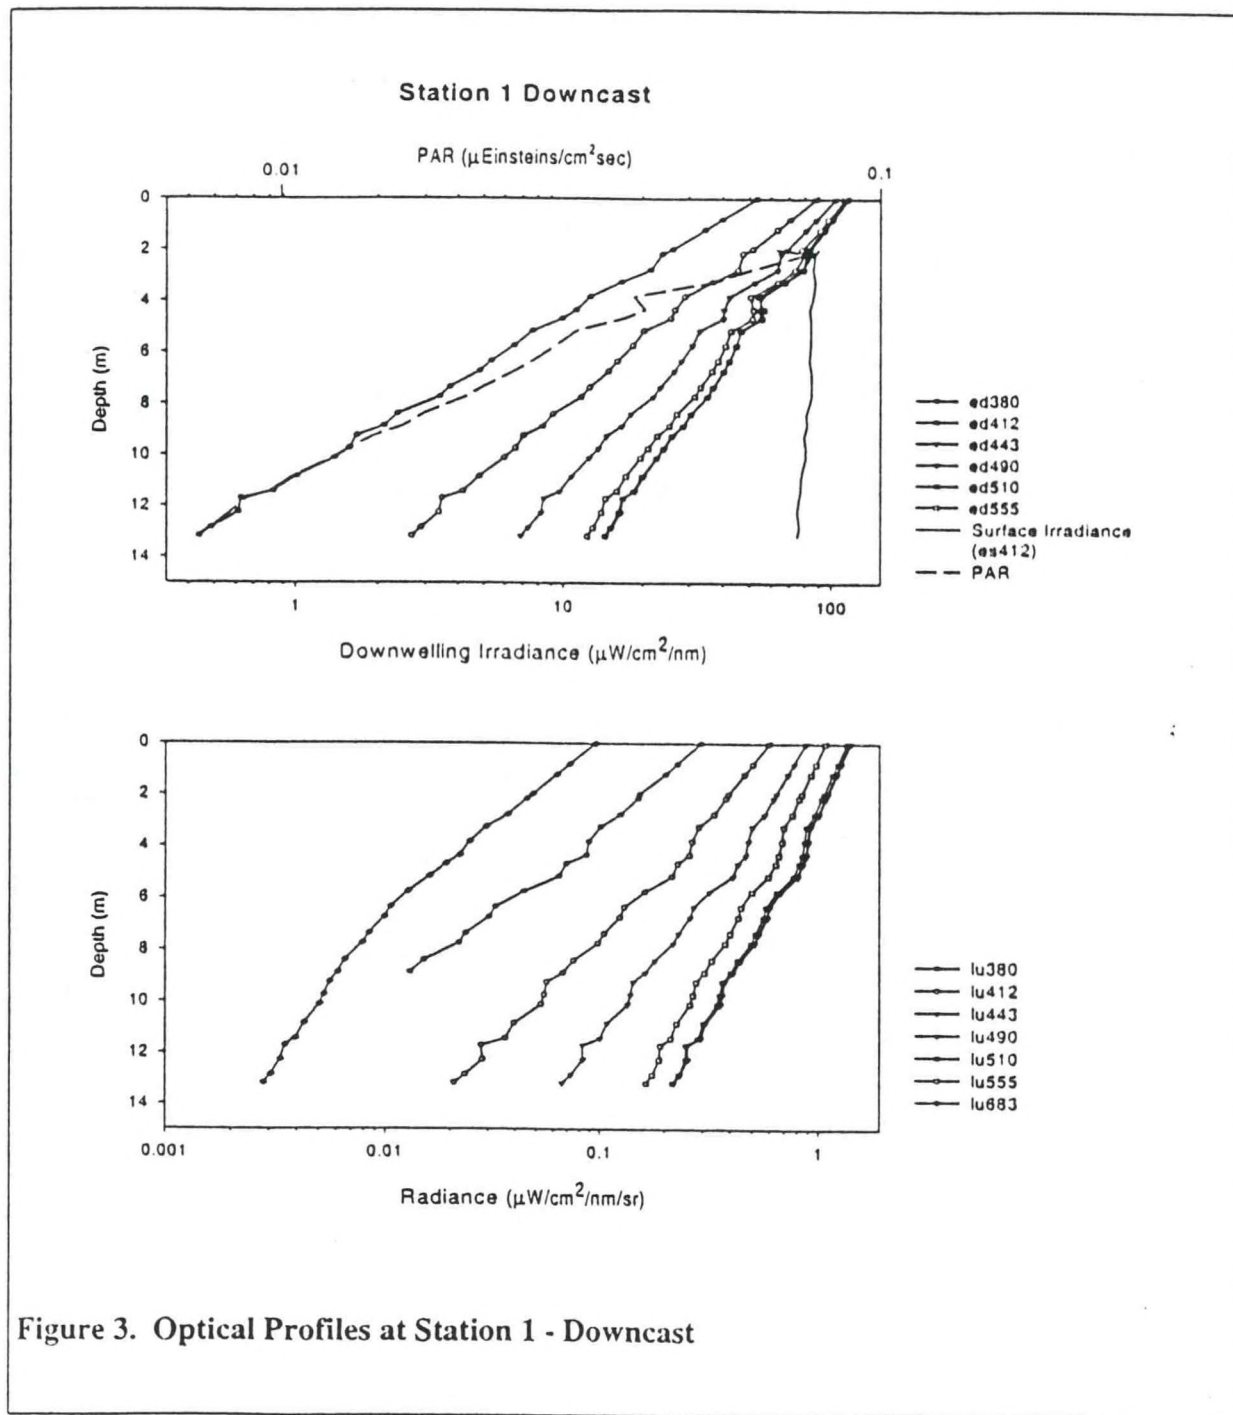 Station 1 Downcast
PAR (µEinsteins/cm²sec)
0.01
0.1
0
2
4
6
8
10
12
14
Depth (m)
1
10
100
Downwelling Irradiance (µW/cm²/nm)
ed380
ed412
ed443
ed490
ed510
ed555
Surface Irradiance
(es412)
PAR
0
2
4
6
8
10
12
14
Depth (m)
0.001
0.01
0.1
1
Radiance (µW/cm²/nm/sr)
lu380
lu412
lu443
lu490
lu510
lu555
lu683
Figure 3. Optical Profiles at Station 1 - Downcast